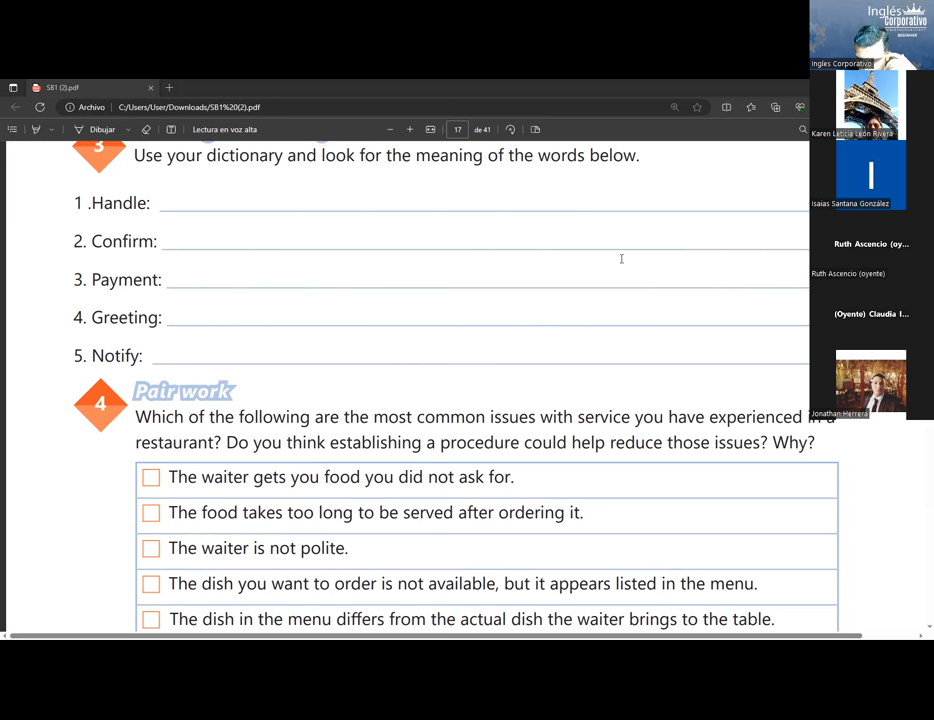 SB1 (2).pdf
Archivo
C:/Users/User/Downloads/SB1%20(2).pdf
Dibujar
Lectura en voz alta
17
de 41
3
Use your dictionary and look for the meaning of the words below.
1 .Handle:
2. Confirm:
3. Payment:
4. Greeting:
5. Notify:
4
Pair work
Which of the following are the most common issues with service you have experienced in a
restaurant? Do you think establishing a procedure could help reduce those issues? Why?
The waiter gets you food you did not ask for.
The food takes too long to be served after ordering it.
The waiter is not polite.
The dish you want to order is not available, but it appears listed in the menu.
The dish in the menu differs from the actual dish the waiter brings to the table.
Inglés
Corporativo
BEGINNER
Ingles Corporativo
Karen Leticia León Rivera
I
Isaias Santana González
Ruth Ascencio (oy...
Ruth Ascencio (oyente)
(Oyente) Claudia I...
Jonathan Herrera